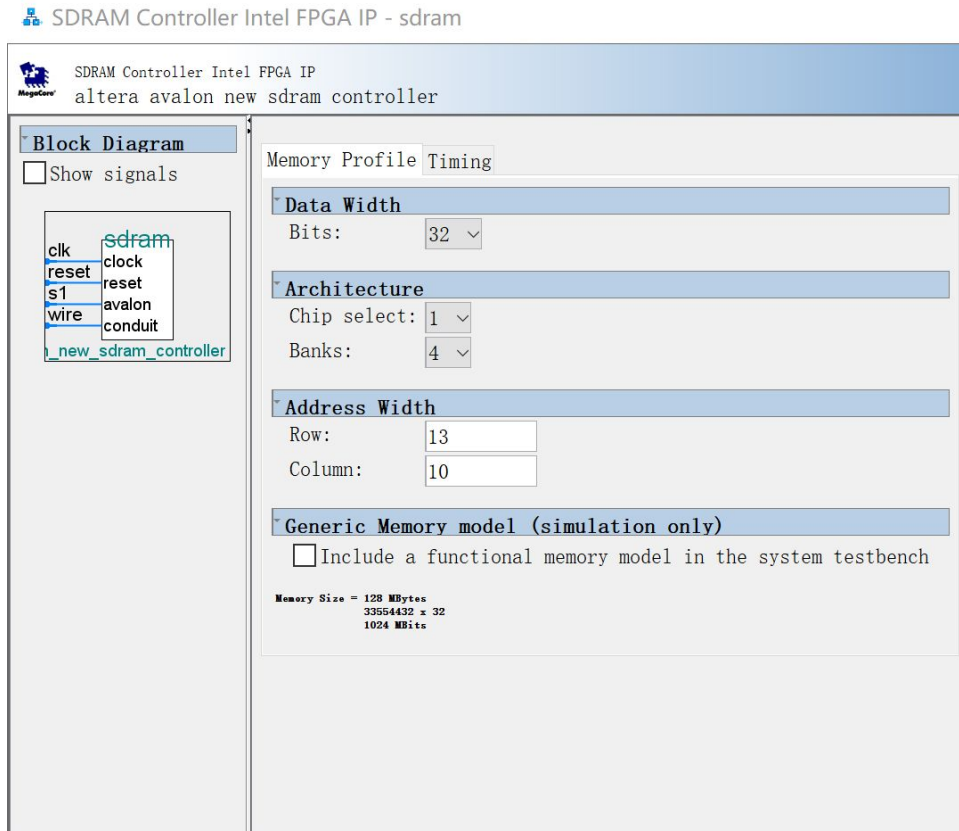 SDRAM Controller Intel FPGA IP - sdram
SDRAM Controller Intel FPGA IP
altera avalon new sdram controller
MegaCore'
Block Diagram
Show signals
sdram
clk
clock
reset
reset
s1
avalon
wire
conduit
_new_sdram_controller
Memory Profile Timing
Data Width
Bits: 32
Architecture
Chip select: 1
Banks: 4
Address Width
Row: 13
Column: 10
Generic Memory model (simulation only)
Include a functional memory model in the system testbench
Memory Size = 128 MBytes
33554432 x 32
1024 MBits